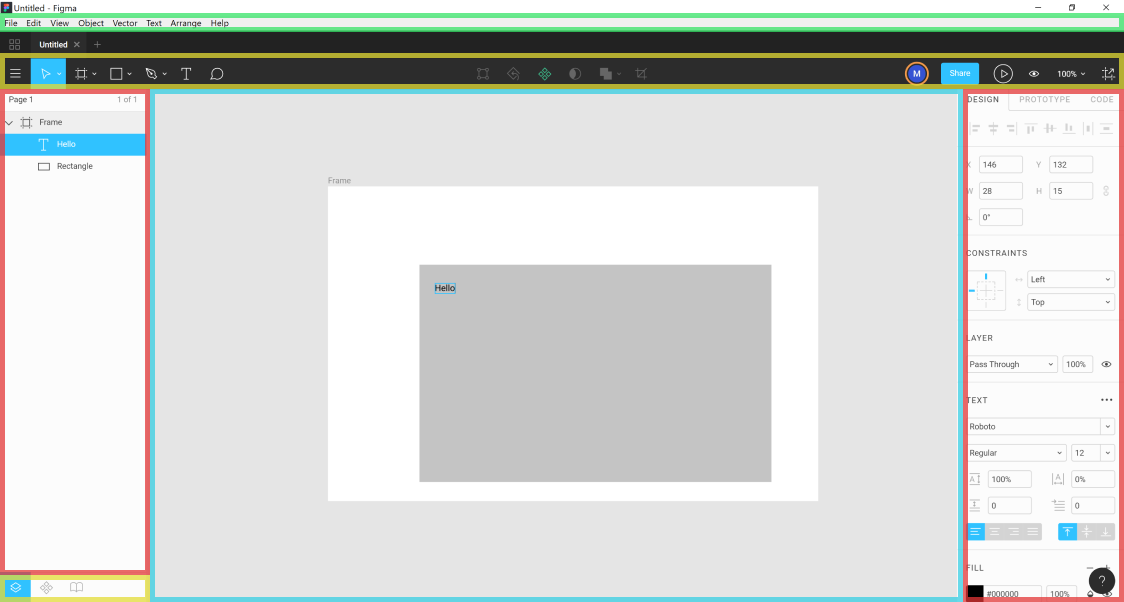 Untitled - Figma
File Edit View Object Vector Text Arrange Help
Untitled
M Share 100%
Page 1 1 of 1
Frame
Hello
Rectangle
Frame
Hello
DESIGN PROTOTYPE CODE
X 146 Y 132
W 28 H 15
0°
CONSTRAINTS
Left
Top
LAYER
Pass Through 100%
TEXT
Roboto
Regular 12
100% 0%
0 0
FILL
#000000 100%
?